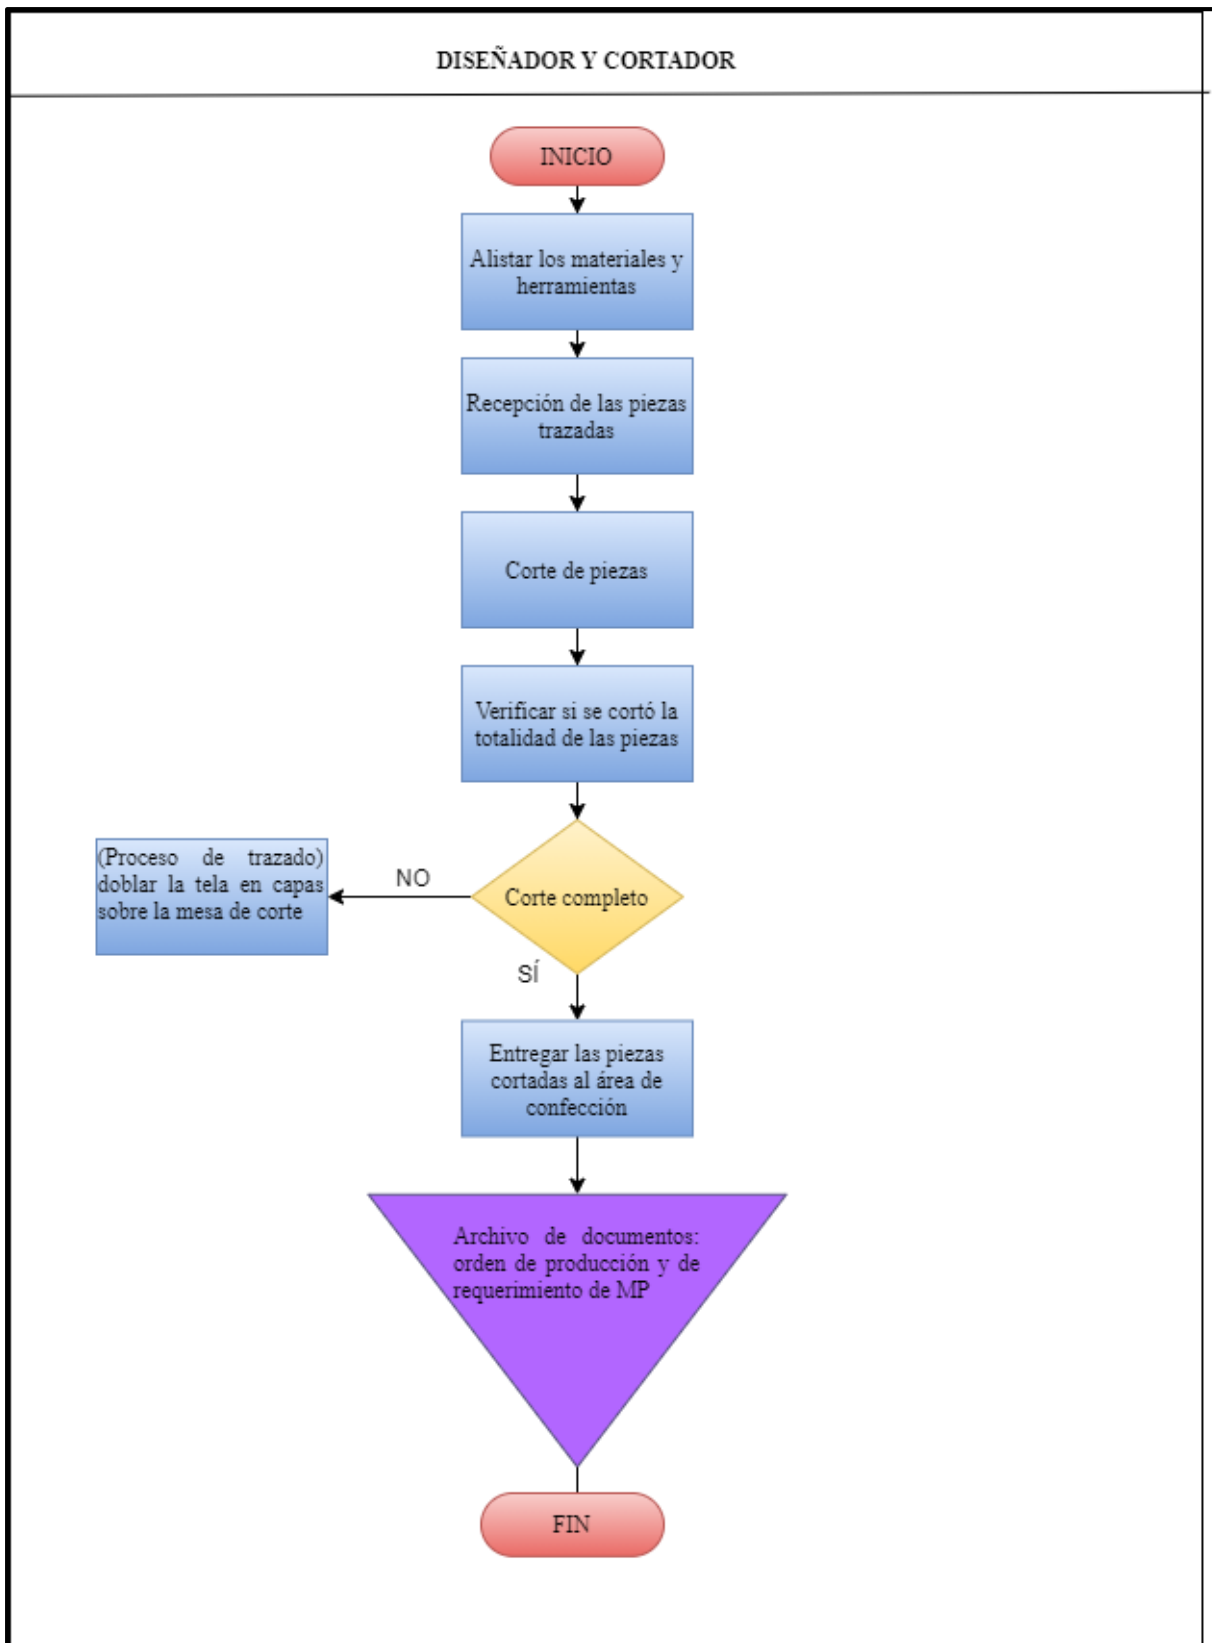 DISEÑADOR Y CORTADOR
INICIO
Alistar los materiales y
herramientas
Recepción de las piezas
trazadas
Corte de piezas
Verificar si se cortó la
totalidad de las piezas
(Proceso de trazado)
doblar la tela en capas
sobre la mesa de corte
NO
Corte completo
SÍ
Entregar las piezas
cortadas al área de
confección
Archivo de documentos:
orden de producción y de
requerimiento de MP
FIN